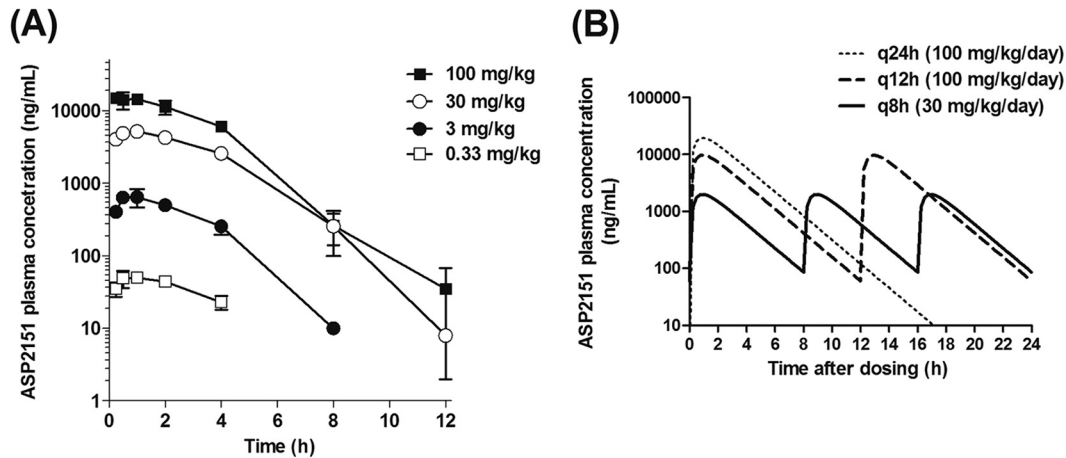 (A)
ASP2151 plasma concetration (ng/mL)
10000
1000
100
10
1
0
2
4
6
8
10
12
Time (h)
100 mg/kg
30 mg/kg
3 mg/kg
0.33 mg/kg
(B)
q24h (100 mg/kg/day)
q12h (100 mg/kg/day)
q8h (30 mg/kg/day)
ASP2151 plasma concentration
(ng/mL)
100000
10000
1000
100
10
0 2 4 6 8 10 12 14 16 18 20 22 24
Time after dosing (h)